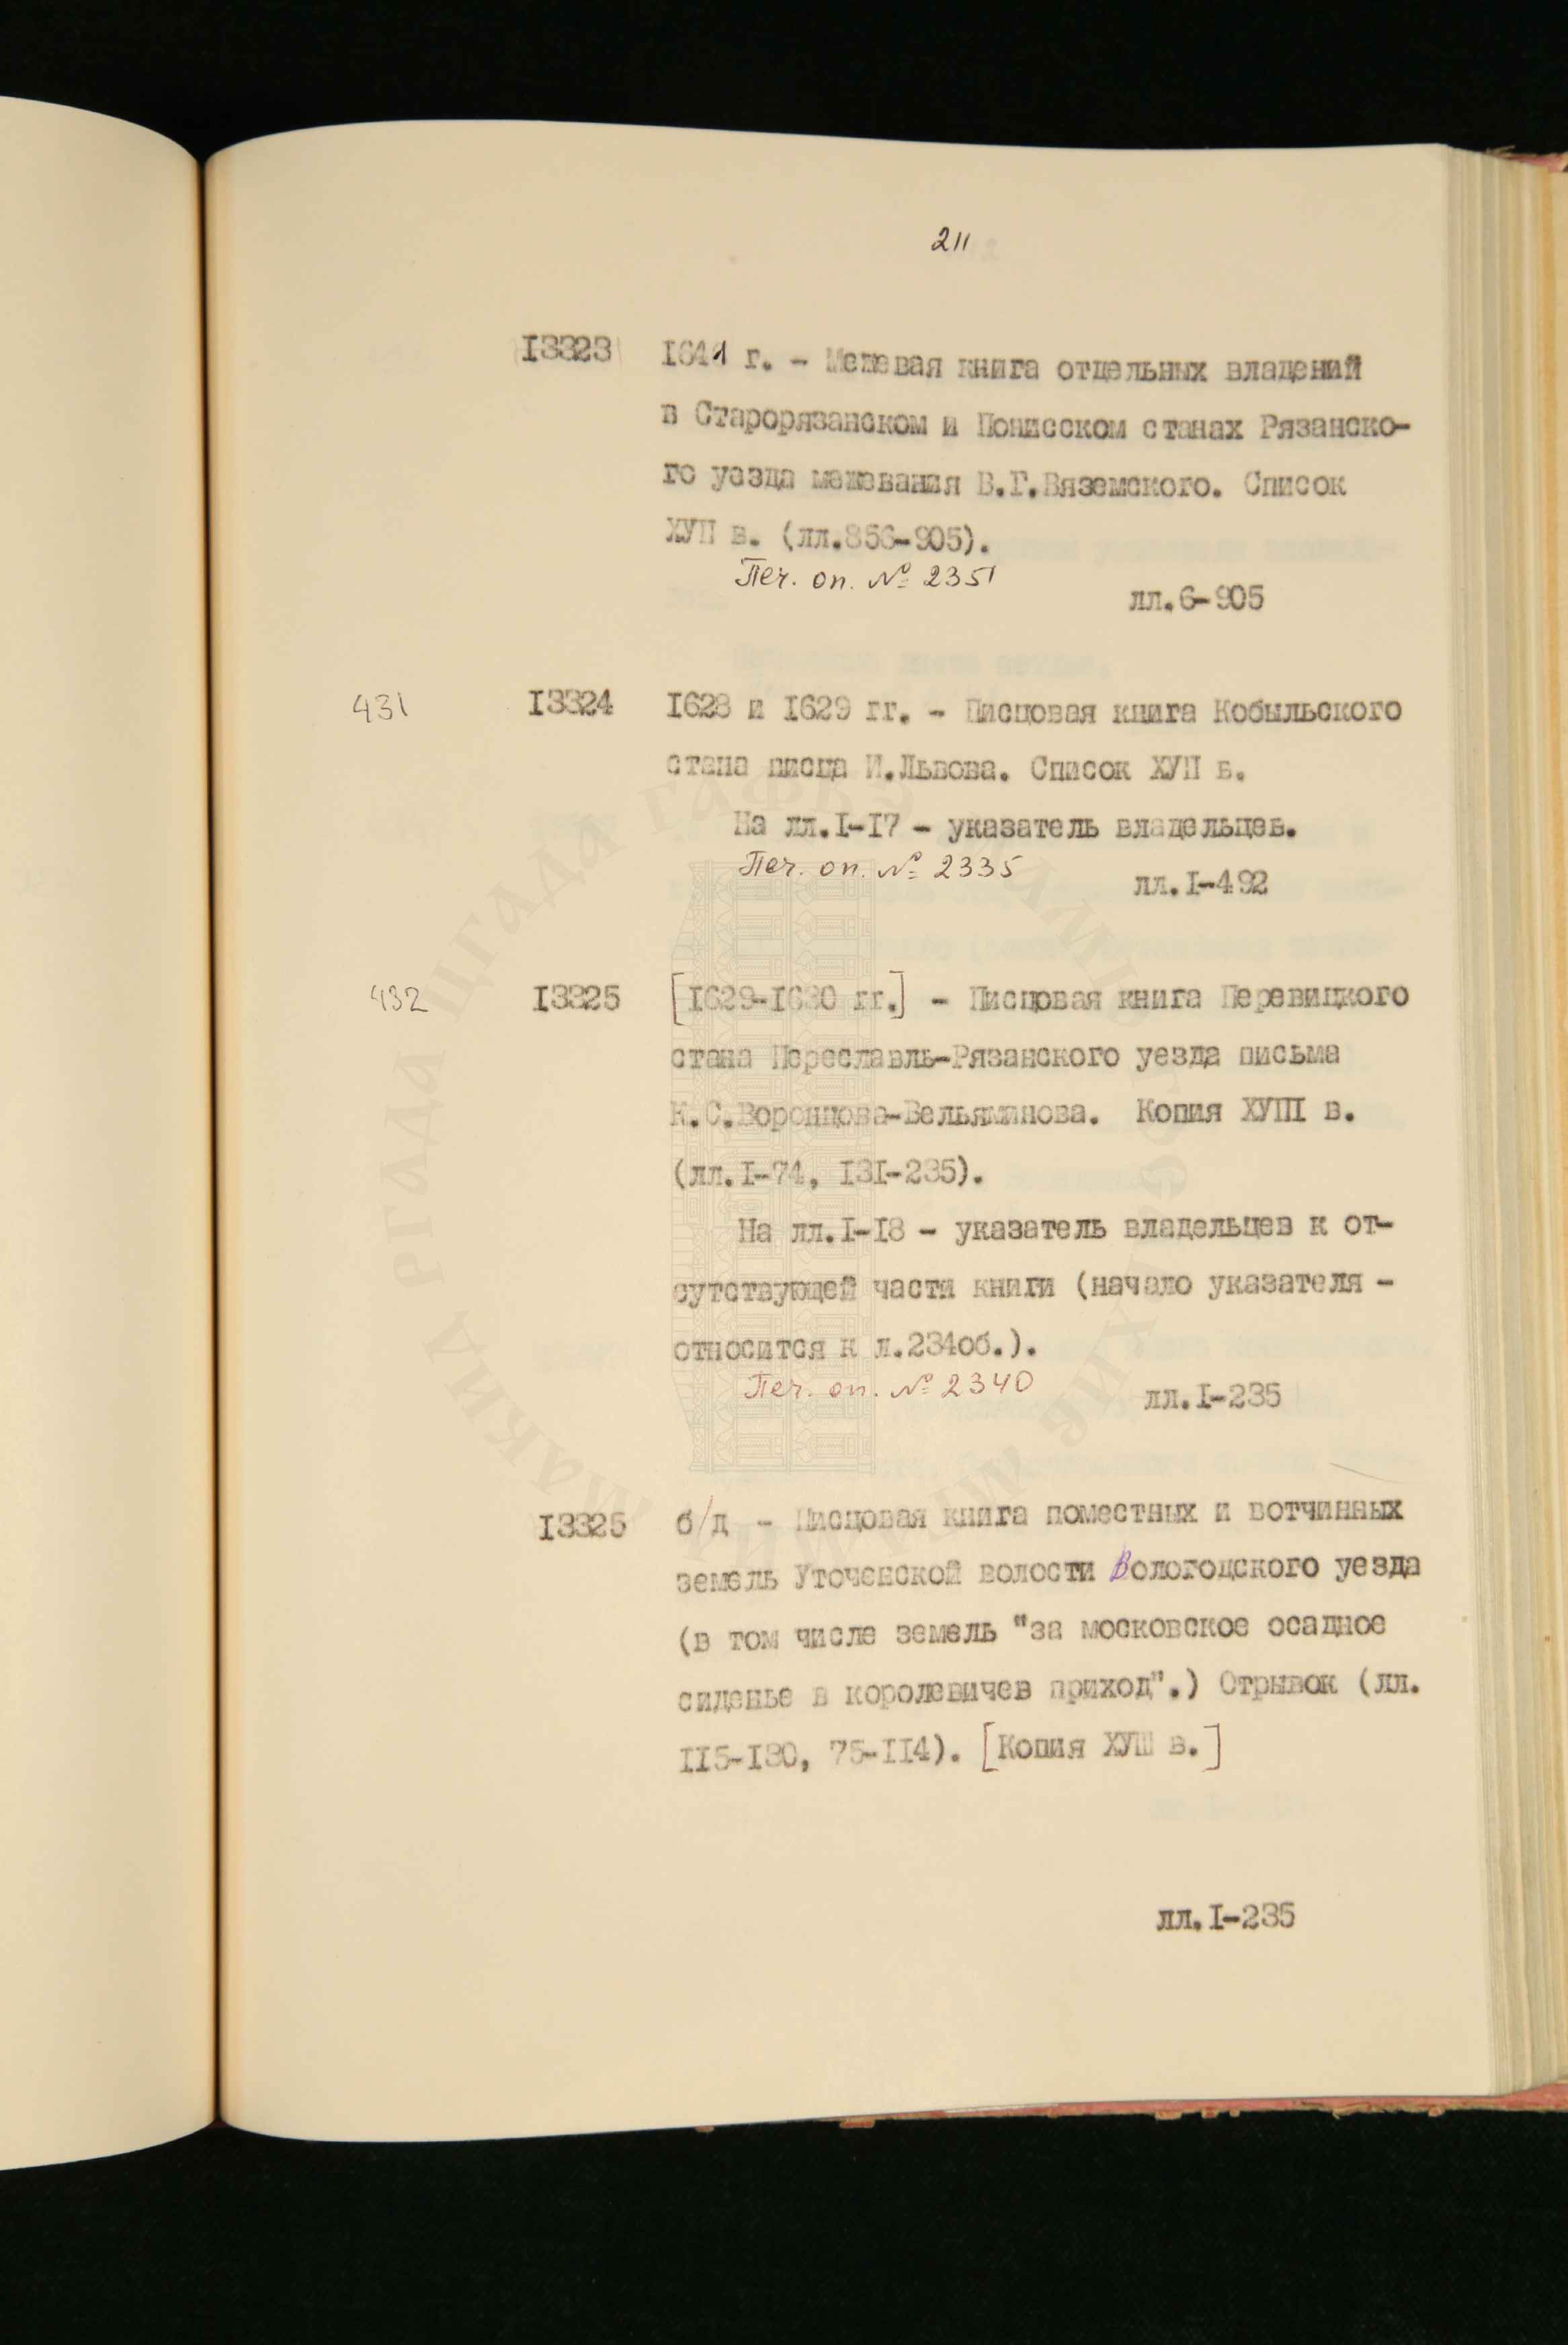 211
13323 1641 г. - Межевая книга отдельных владений
в Старорязанском и Понисском станах Рязанско-
го уезда межевания В.Г.Вяземского. Список
ХУП в. (лл.856-905).
Печ. оп. № 2351
лл.6-905
431 13324 1628 и 1629 гг. - Писцовая книга Кобыльского
стана писца И.Львова. Список ХУП в.
На лл.1-17 - указатель владельцев.
Печ. оп. № 2335
лл.1-492
432 13325 [1629-1630 гг.] - Писцовая книга Перевицкого
стана Переславль-Рязанского уезда письма
К.С.Воронцова-Вельяминова. Копия ХУШ в.
(лл.1-74, 131-235).
На лл.1-18 - указатель владельцев к от-
сутствующей части книги (начало указателя -
относится к л.234об.).
Печ. оп. № 2340
лл.1-235
13325 б/д - Писцовая книга поместных и вотчинных
земель Уточенской волости Вологодского уезда
(в том числе земель "за московское осадное
сиденье в королевичев приход".) Отрывок (лл.
115-130, 75-114). [Копия ХУШ в.]
лл.1-235